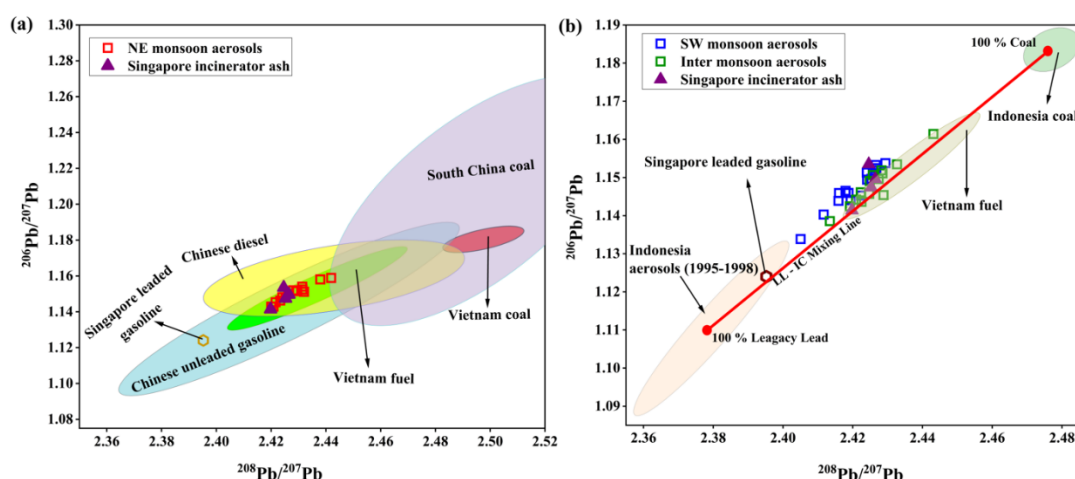 (a)
1.30
1.28
1.26
1.24
1.22
1.20
1.18
1.16
1.14
1.12
1.10
1.08
²⁰⁶Pb/²⁰⁷Pb
NE monsoon aerosols
Singapore incinerator ash
South China coal
Chinese diesel
Singapore leaded
gasoline
Chinese unleaded gasoline
Vietnam coal
Vietnam fuel
2.36
2.38
2.40
2.42
2.44
2.46
2.48
2.50
2.52
²⁰⁸Pb/²⁰⁷Pb
(b)
1.19
1.18
1.17
1.16
1.15
1.14
1.13
1.12
1.11
1.10
1.09
²⁰⁶Pb/²⁰⁷Pb
SW monsoon aerosols
Inter monsoon aerosols
Singapore incinerator ash
100 % Coal
Indonesia coal
Singapore leaded gasoline
Vietnam fuel
Indonesia
aerosols (1995-1998)
LL - IC Mixing Line
100 % Leagacy Lead
2.36
2.38
2.40
2.42
2.44
2.46
2.48
²⁰⁸Pb/²⁰⁷Pb